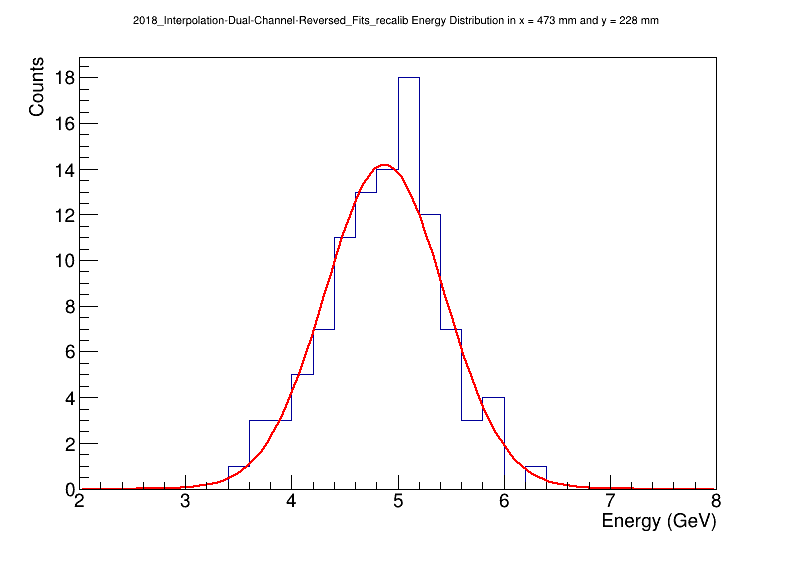 2018_Interpolation-Dual-Channel-Reversed_Fits_recalib Energy Distribution in x = 473 mm and y = 228 mm
Counts
18
16
14
12
10
8
6
4
2
0
2 3 4 5 6 7 8
Energy (GeV)